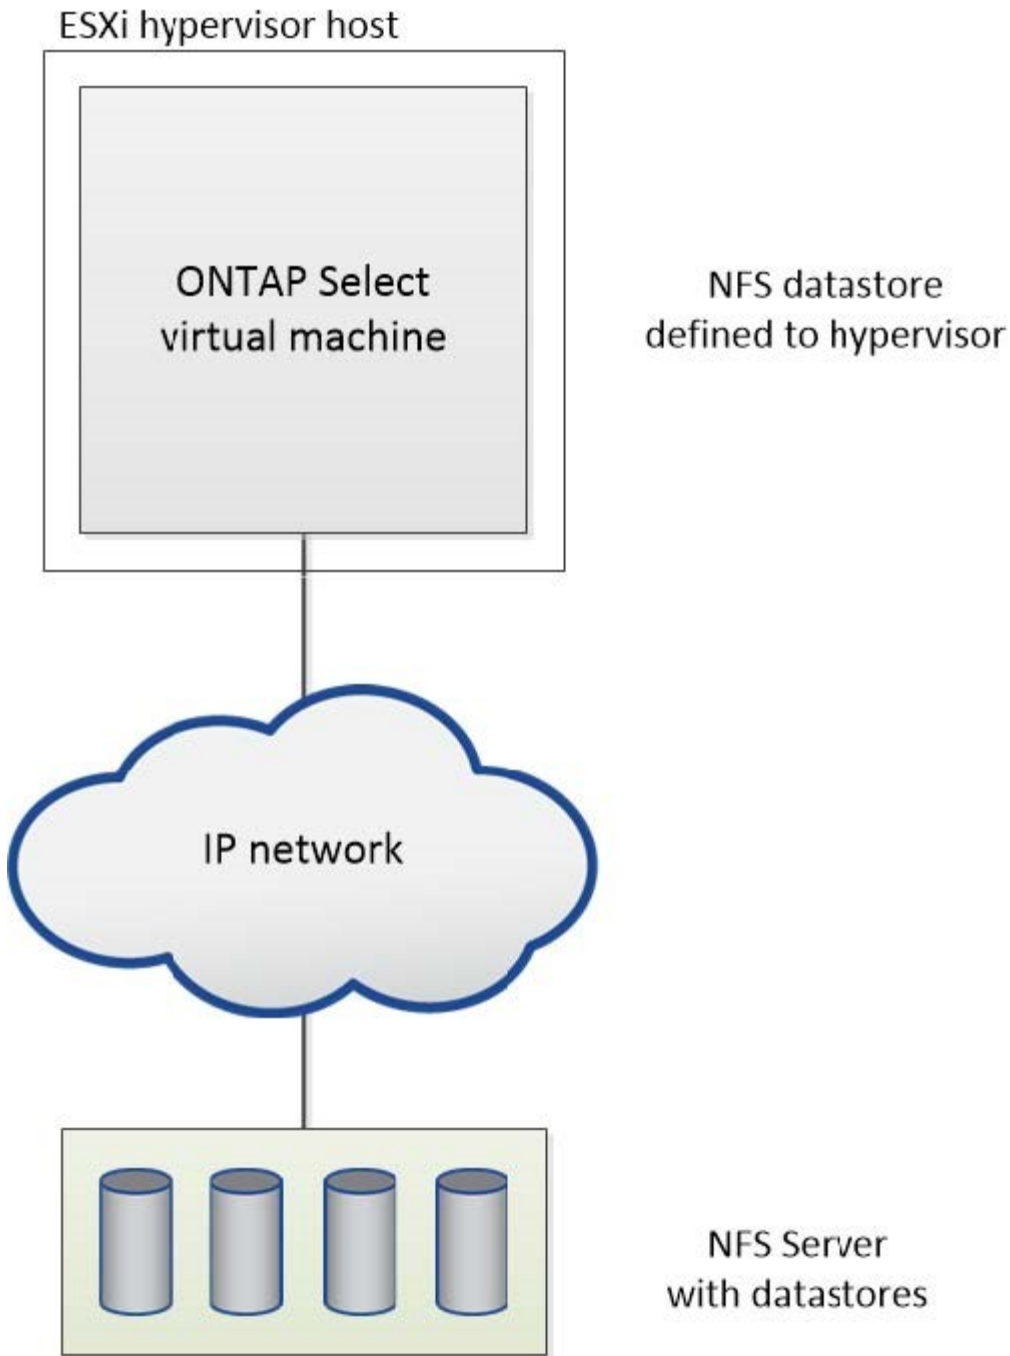 ESXi hypervisor host
ONTAP Select
virtual machine
NFS datastore
defined to hypervisor
IP network
NFS Server
with datastores